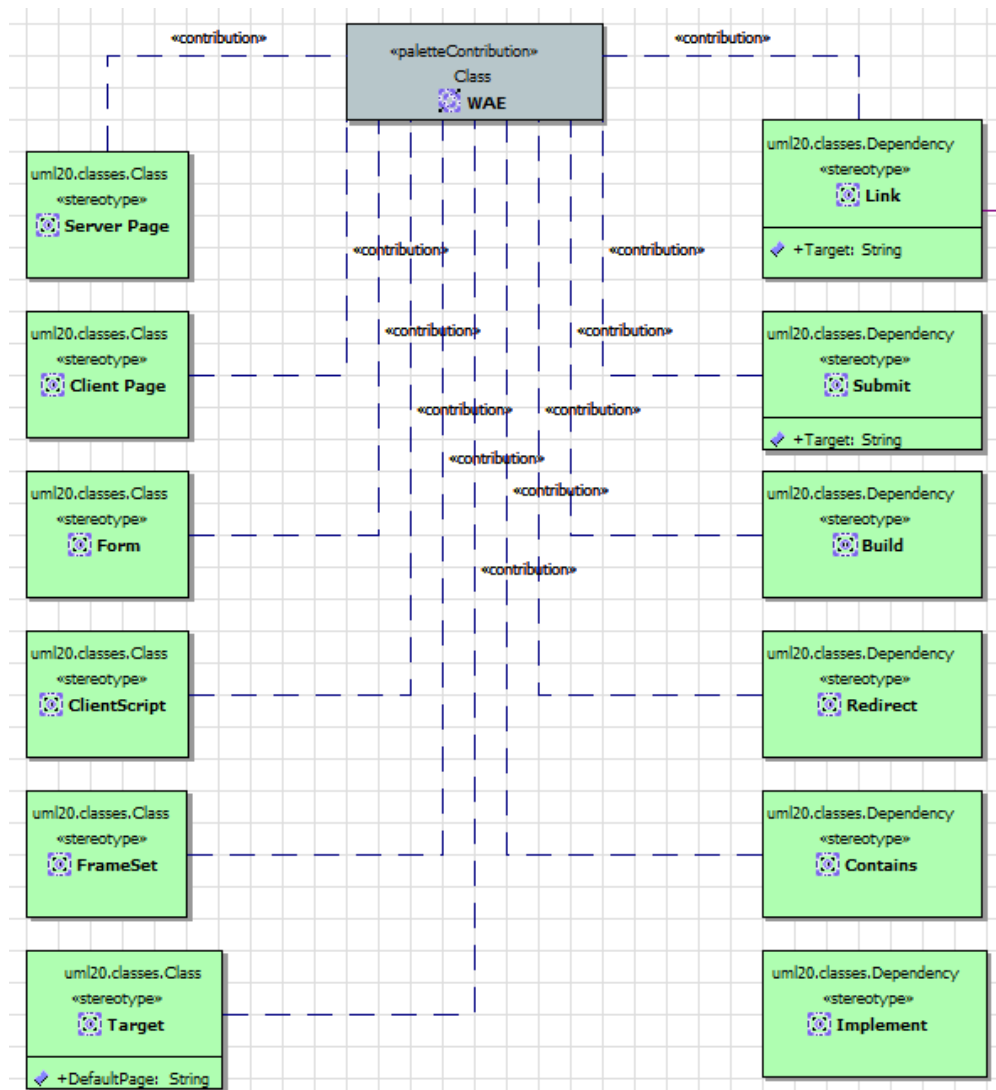 «contribution»
«paletteContribution»
Class
WAE
«contribution»
uml20.classes.Class
«stereotype»
Server Page
uml20.classes.Dependency
«stereotype»
Link
+Target: String
«contribution»
«contribution»
uml20.classes.Class
«stereotype»
Client Page
«contribution»
«contribution»
uml20.classes.Dependency
«stereotype»
Submit
+Target: String
«contribution»
«contribution»
«contribution»
«contribution»
uml20.classes.Class
«stereotype»
Form
uml20.classes.Dependency
«stereotype»
Build
«contribution»
uml20.classes.Class
«stereotype»
ClientScript
uml20.classes.Dependency
«stereotype»
Redirect
uml20.classes.Class
«stereotype»
FrameSet
uml20.classes.Dependency
«stereotype»
Contains
uml20.classes.Class
«stereotype»
Target
+DefaultPage: String
uml20.classes.Dependency
«stereotype»
Implement